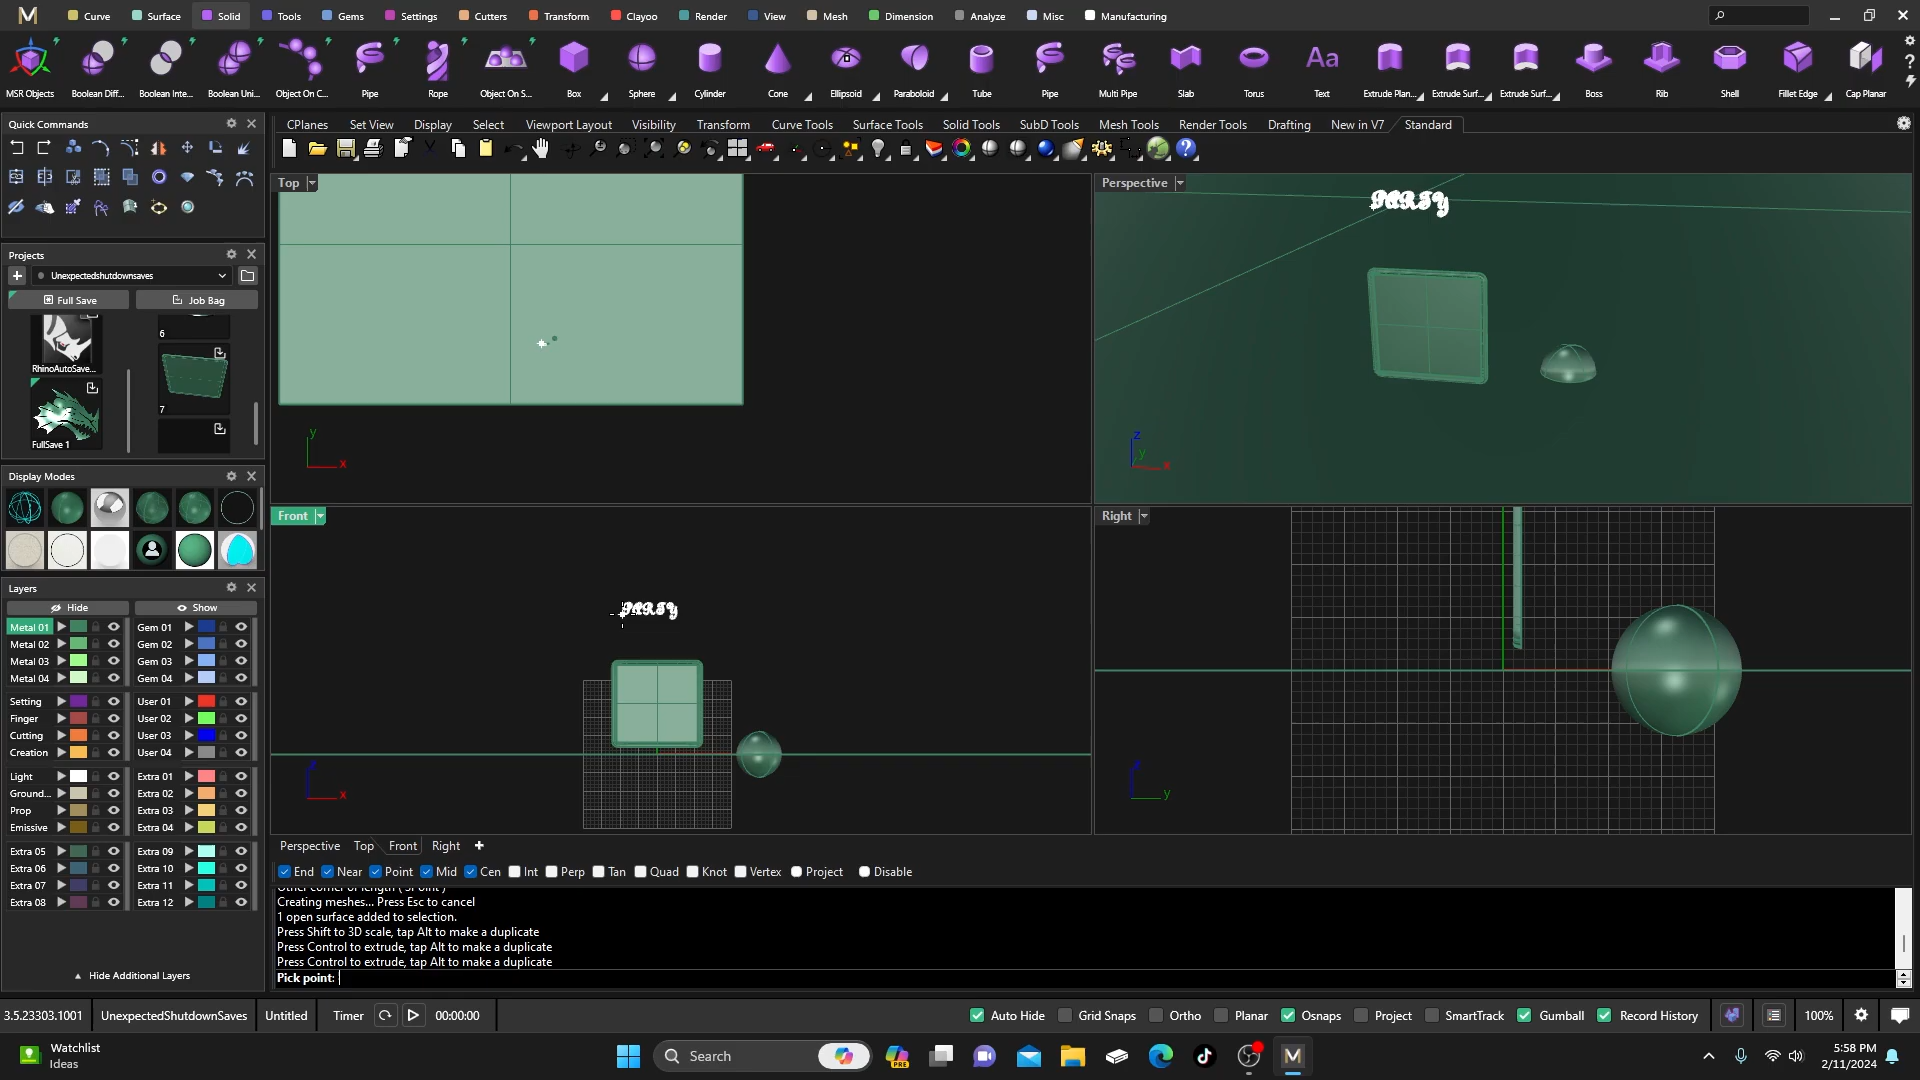 Curve Surface Solid Tools Gems Settings Cutters Transform Clayoo Render View Mesh Dimension Analyze Misc Manufacturing
MSR Objects Boolean Diff... Boolean Inte... Boolean Uni... Object On C... Pipe Rope Object On S... Box Sphere Cylinder Cone Ellipsoid Paraboloid Tube Pipe Multi Pipe Slab Torus Text Extrude Plan... Extrude Surf... Extrude Surf... Boss Rib Shell Fillet Edge Cap Planar
Quick Commands
CPlanes Set View Display Select Viewport Layout Visibility Transform Curve Tools Surface Tools Solid Tools SubD Tools Mesh Tools Render Tools Drafting New in V7 Standard
Top
Perspective
PARTY
Projects
Unexpectedshutdownsaves
Full Save Job Bag
6
RhinoAutoSave...
7
FullSave 1
y
x
z
y
x
Display Modes
Front
Right
PARTY
Layers
Hide Show
Metal 01 Gem 01
Metal 02 Gem 02
Metal 03 Gem 03
Metal 04 Gem 04
Setting User 01
Finger User 02
Cutting User 03
Creation User 04
Light Extra 01
Ground... Extra 02
Prop Extra 03
Emissive Extra 04
Extra 05 Extra 09
Extra 06 Extra 10
Extra 07 Extra 11
Extra 08 Extra 12
Hide Additional Layers
z
x
z
y
Perspective Top Front Right
End Near Point Mid Cen Int Perp Tan Quad Knot Vertex Project Disable
Creating meshes... Press Esc to cancel
1 open surface added to selection.
Press Shift to 3D scale, tap Alt to make a duplicate
Press Control to extrude, tap Alt to make a duplicate
Press Control to extrude, tap Alt to make a duplicate
Pick point:
3.5.23303.1001 UnexpectedShutdownSaves Untitled Timer 00:00:00 Auto Hide Grid Snaps Ortho Planar Osnaps Project SmartTrack Gumball Record History 100%
Watchlist
Ideas
Search
PRE
5:58 PM
2/11/2024